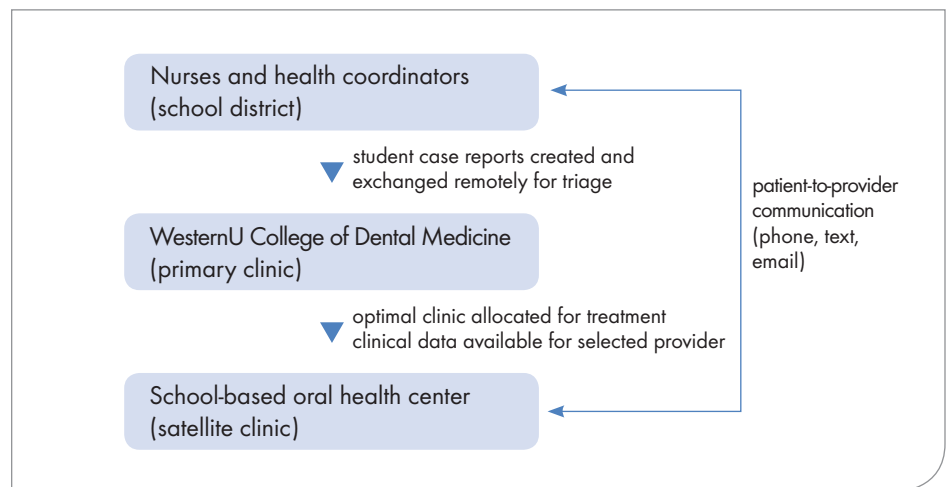 Nurses and health coordinators
(school district)
student case reports created and
exchanged remotely for triage
patient-to-provider
communication
(phone, text,
email)
WesternU College of Dental Medicine
(primary clinic)
optimal clinic allocated for treatment
clinical data available for selected provider
School-based oral health center
(satellite clinic)